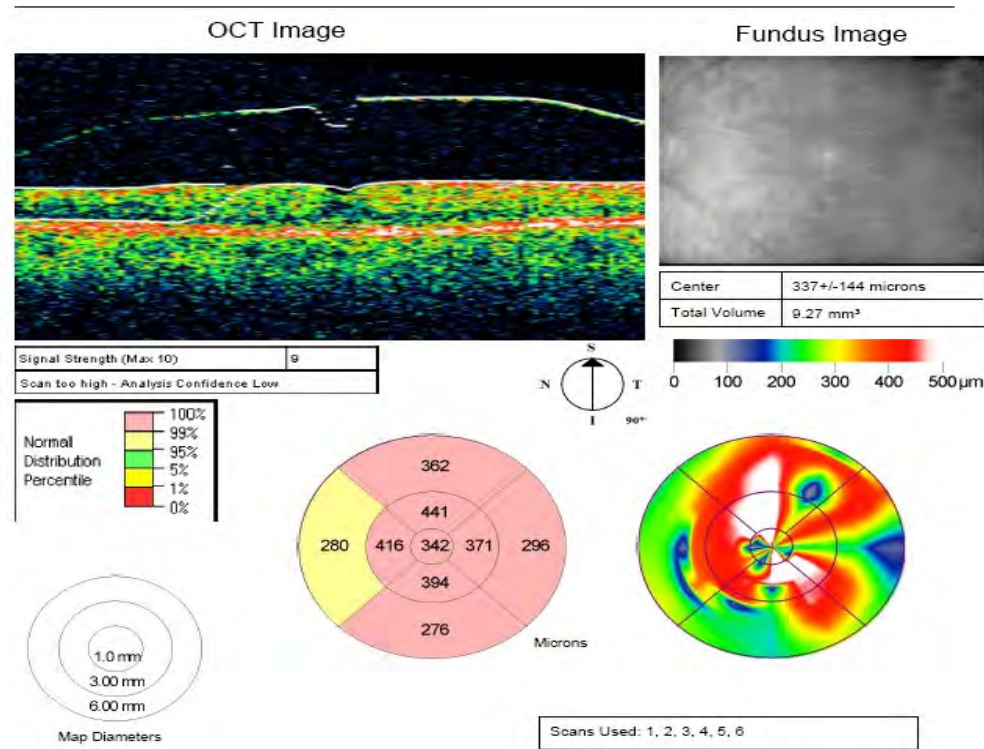 OCT Image
Fundus Image
Center 337+/-144 microns
Total Volume 9.27 mm³
Signal Strength (Max 10) 9
Scan too high - Analysis Confidence Low
S
N T
I 90°
0 100 200 300 400 500 µm
Normal
Distribution
Percentile
100%
99%
95%
5%
1%
0%
362
441
280 416 342 371 296
394
276
Microns
1.0 mm
3.00 mm
6.00 mm
Map Diameters
Scans Used: 1, 2, 3, 4, 5, 6